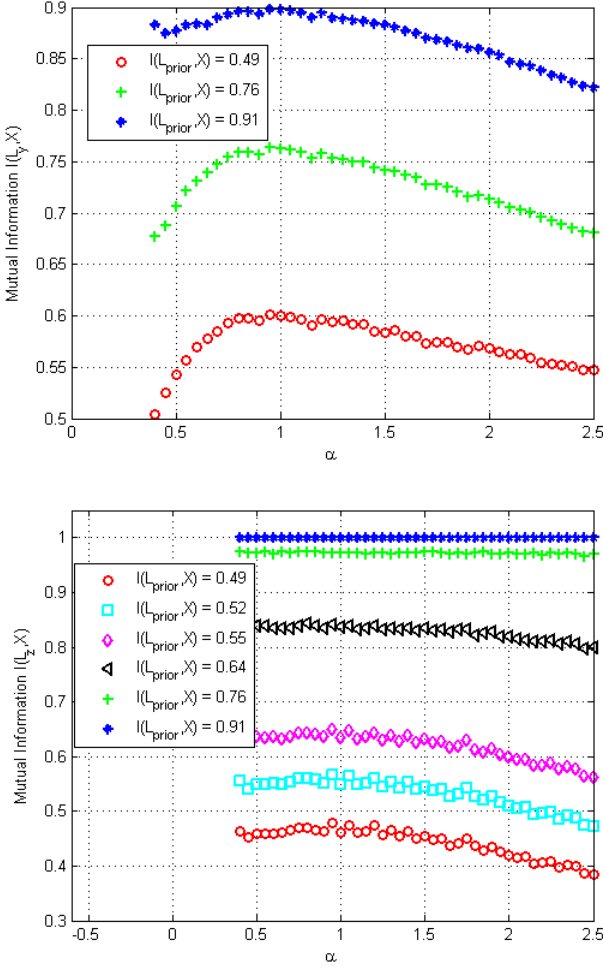 0.9
0.85
0.8
0.75
0.7
0.65
0.6
0.55
0.5
Mutual Information I(L_y,X)
I(L_prior,X) = 0.49
I(L_prior,X) = 0.76
I(L_prior,X) = 0.91
0 0.5 1 1.5 2 2.5
α
1
0.9
0.8
0.7
0.6
0.5
0.4
0.3
Mutual Information I(L_z,X)
I(L_prior,X) = 0.49
I(L_prior,X) = 0.52
I(L_prior,X) = 0.55
I(L_prior,X) = 0.64
I(L_prior,X) = 0.76
I(L_prior,X) = 0.91
-0.5 0 0.5 1 1.5 2 2.5
α